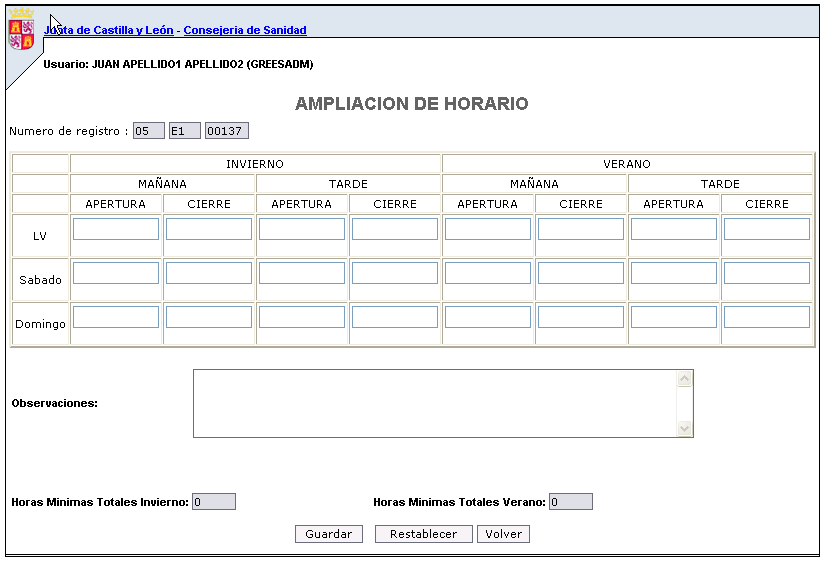 Junta de Castilla y León - Consejeria de Sanidad
Usuario: JUAN APELLIDO1 APELLIDO2 (GREESADM)
AMPLIACION DE HORARIO
Numero de registro : 05 E1 00137
INVIERNO VERANO
MAÑANA TARDE MAÑANA TARDE
APERTURA CIERRE APERTURA CIERRE APERTURA CIERRE APERTURA CIERRE
LV
Sabado
Domingo
Observaciones:
Horas Minimas Totales Invierno: 0 Horas Minimas Totales Verano: 0
Guardar Restablecer Volver